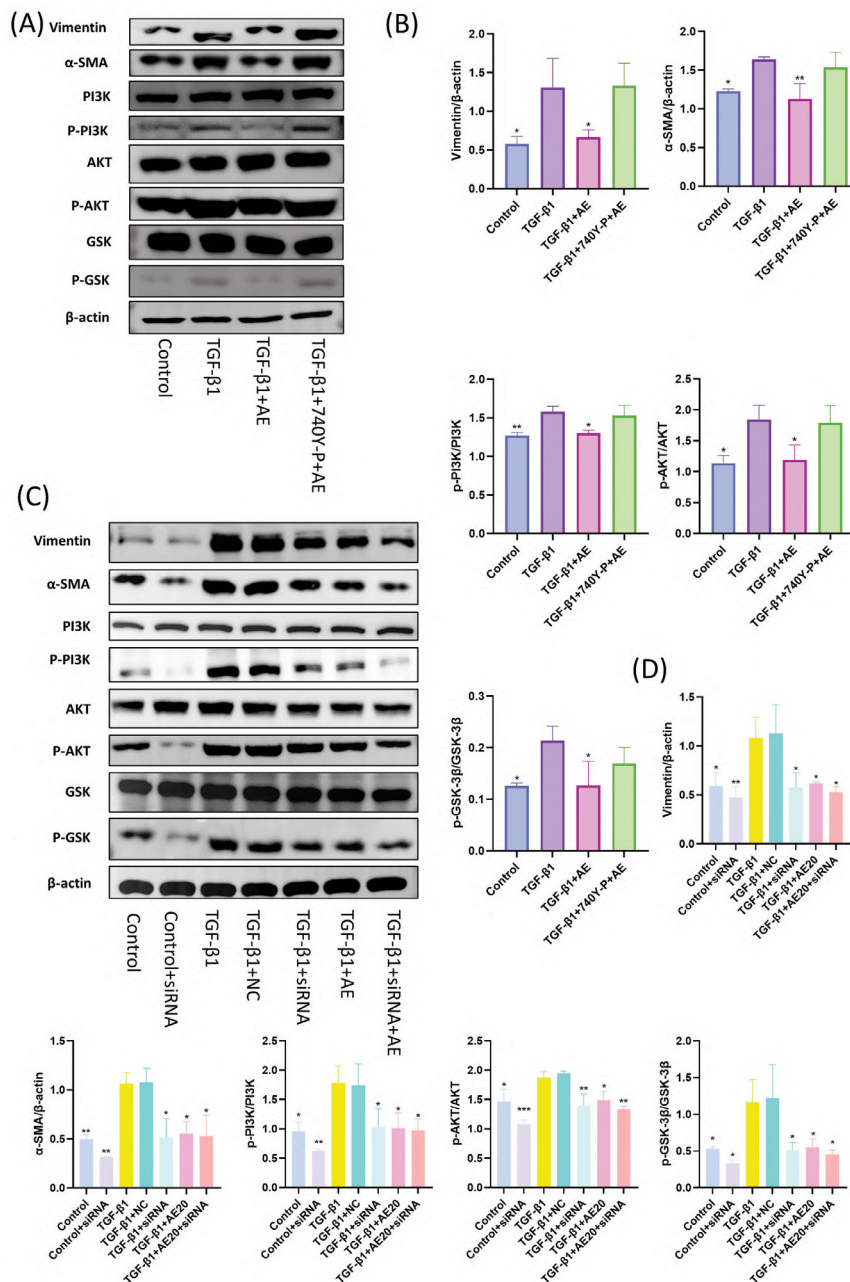 (A)
Vimentin
α-SMA
PI3K
P-PI3K
AKT
P-AKT
GSK
P-GSK
β-actin
Control
TGF-β1
TGF-β1+AE
TGF-β1+740Y-P+AE
(B)
Vimentin/β-actin
2.0
1.5
1.0
0.5
0.0
*
*
Control
TGF-β1
TGF-β1+AE
TGF-β1+740Y-P+AE
α-SMA/β-actin
2.0
1.5
1.0
0.5
0.0
*
**
Control
TGF-β1
TGF-β1+AE
TGF-β1+740Y-P+AE
p-PI3K/PI3K
2.0
1.5
1.0
0.5
0.0
**
*
Control
TGF-β1
TGF-β1+AE
TGF-β1+740Y-P+AE
p-AKT/AKT
2.5
2.0
1.5
1.0
0.5
0.0
*
*
Control
TGF-β1
TGF-β1+AE
TGF-β1+740Y-P+AE
(C)
Vimentin
α-SMA
PI3K
P-PI3K
AKT
P-AKT
GSK
P-GSK
β-actin
Control
Control+siRNA
TGF-β1
TGF-β1+NC
TGF-β1+siRNA
TGF-β1+AE
TGF-β1+siRNA+AE
p-GSK-3β/GSK-3β
0.3
0.2
0.1
0.0
*
*
Control
TGF-β1
TGF-β1+AE
TGF-β1+740Y-P+AE
(D)
Vimentin/β-actin
1.5
1.0
0.5
0.0
*
**
*
*
*
Control
Control+siRNA
TGF-β1
TGF-β1+NC
TGF-β1+siRNA
TGF-β1+AE20
TGF-β1+AE20+siRNA
α-SMA/β-actin
1.5
1.0
0.5
0.0
**
**
*
*
*
Control
Control+siRNA
TGF-β1
TGF-β1+NC
TGF-β1+siRNA
TGF-β1+AE20
TGF-β1+AE20+siRNA
p-PI3K/PI3K
2.5
2.0
1.5
1.0
0.5
0.0
*
**
*
*
*
Control
Control+siRNA
TGF-β1
TGF-β1+NC
TGF-β1+siRNA
TGF-β1+AE20
TGF-β1+AE20+siRNA
p-AKT/AKT
2.5
2.0
1.5
1.0
0.5
0.0
*
***
**
*
**
Control
Control+siRNA
TGF-β1
TGF-β1+NC
TGF-β1+siRNA
TGF-β1+AE20
TGF-β1+AE20+siRNA
p-GSK-3β/GSK-3β
2.0
1.5
1.0
0.5
0.0
*
*
*
*
*
Control
Control+siRNA
TGF-β1
TGF-β1+NC
TGF-β1+siRNA
TGF-β1+AE20
TGF-β1+AE20+siRNA